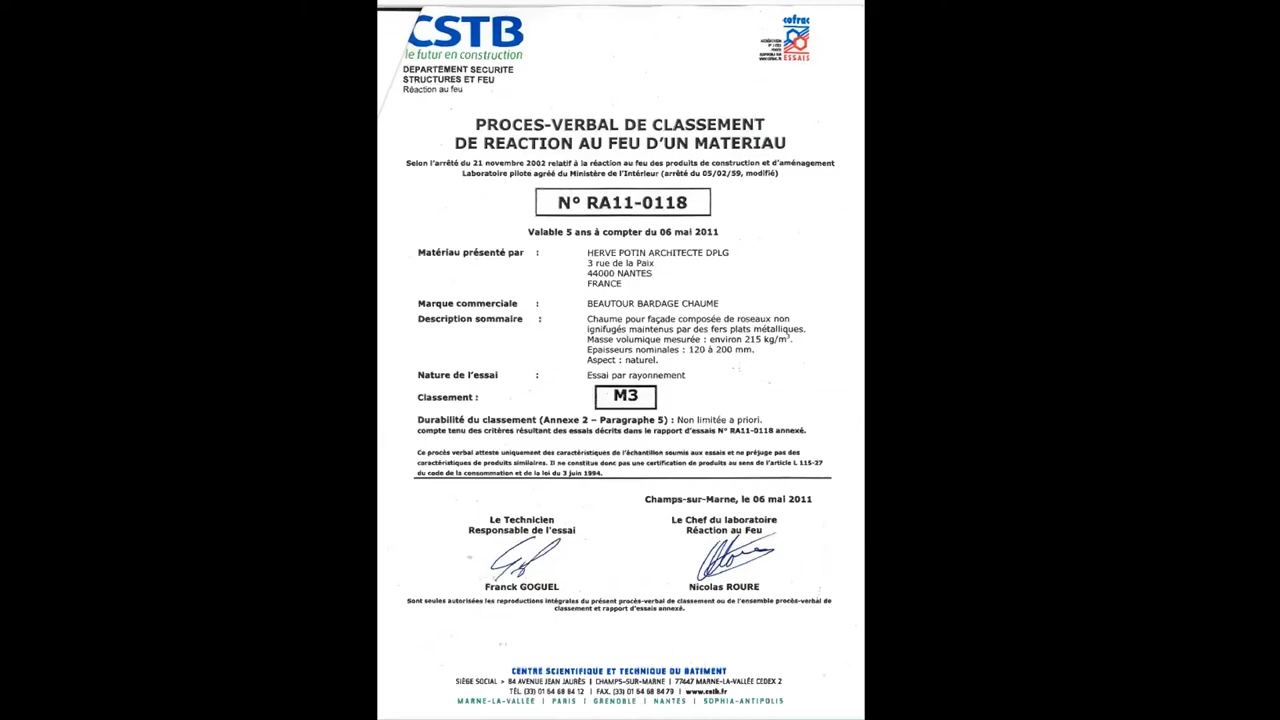 CSTB
le futur en construction
cofrac
ESSAIS
DEPARTEMENT SECURITE
STRUCTURES ET FEU
Réaction au feu
PROCES-VERBAL DE CLASSEMENT
DE REACTION AU FEU D'UN MATERIAU
Selon l'arrêté du 21 novembre 2002 relatif à la réaction au feu des produits de construction et d'aménagement
Laboratoire pilote agréé du Ministère de l'Intérieur (arrêté du 05/02/59, modifié)
N° RA11-0118
Valable 5 ans à compter du 06 mai 2011
Matériau présenté par : HERVE POTIN ARCHITECTE DPLG
3 rue de la Paix
44000 NANTES
FRANCE
Marque commerciale : BEAUTOUR BARDAGE CHAUME
Description sommaire : Chaume pour façade composée de roseaux non
ignifugés maintenus par des fers plats métalliques.
Masse volumique mesurée : environ 215 kg/m³.
Epaisseurs nominales : 120 à 200 mm.
Aspect : naturel.
Nature de l'essai : Essai par rayonnement
Classement : M3
Durabilité du classement (Annexe 2 – Paragraphe 5) : Non limitée a priori.
compte tenu des critères résultant des essais décrits dans le rapport d'essais N° RA11-0118 annexé.
Ce procès verbal atteste uniquement des caractéristiques de l'échantillon soumis aux essais et ne préjuge pas des
caractéristiques de produits similaires. Il ne constitue donc pas une certification de produits au sens de l'article L 115-27
du code de la consommation et de la loi du 3 juin 1994.
Champs-sur-Marne, le 06 mai 2011
Le Technicien Le Chef du laboratoire
Responsable de l'essai Réaction au Feu
Franck GOGUEL Nicolas ROURE
Sont seules autorisées les reproductions intégrales du présent procès-verbal de classement ou de l'ensemble procès-verbal de
classement et rapport d'essais annexé.
CENTRE SCIENTIFIQUE ET TECHNIQUE DU BATIMENT
SIÈGE SOCIAL > 84 AVENUE JEAN JAURÈS | CHAMPS-SUR-MARNE | 77447 MARNE-LA-VALLÉE CEDEX 2
TÉL. (33) 01 64 68 84 12 | FAX. (33) 01 64 68 84 79 | www.cstb.fr
MARNE-LA-VALLÉE | PARIS | GRENOBLE | NANTES | SOPHIA-ANTIPOLIS